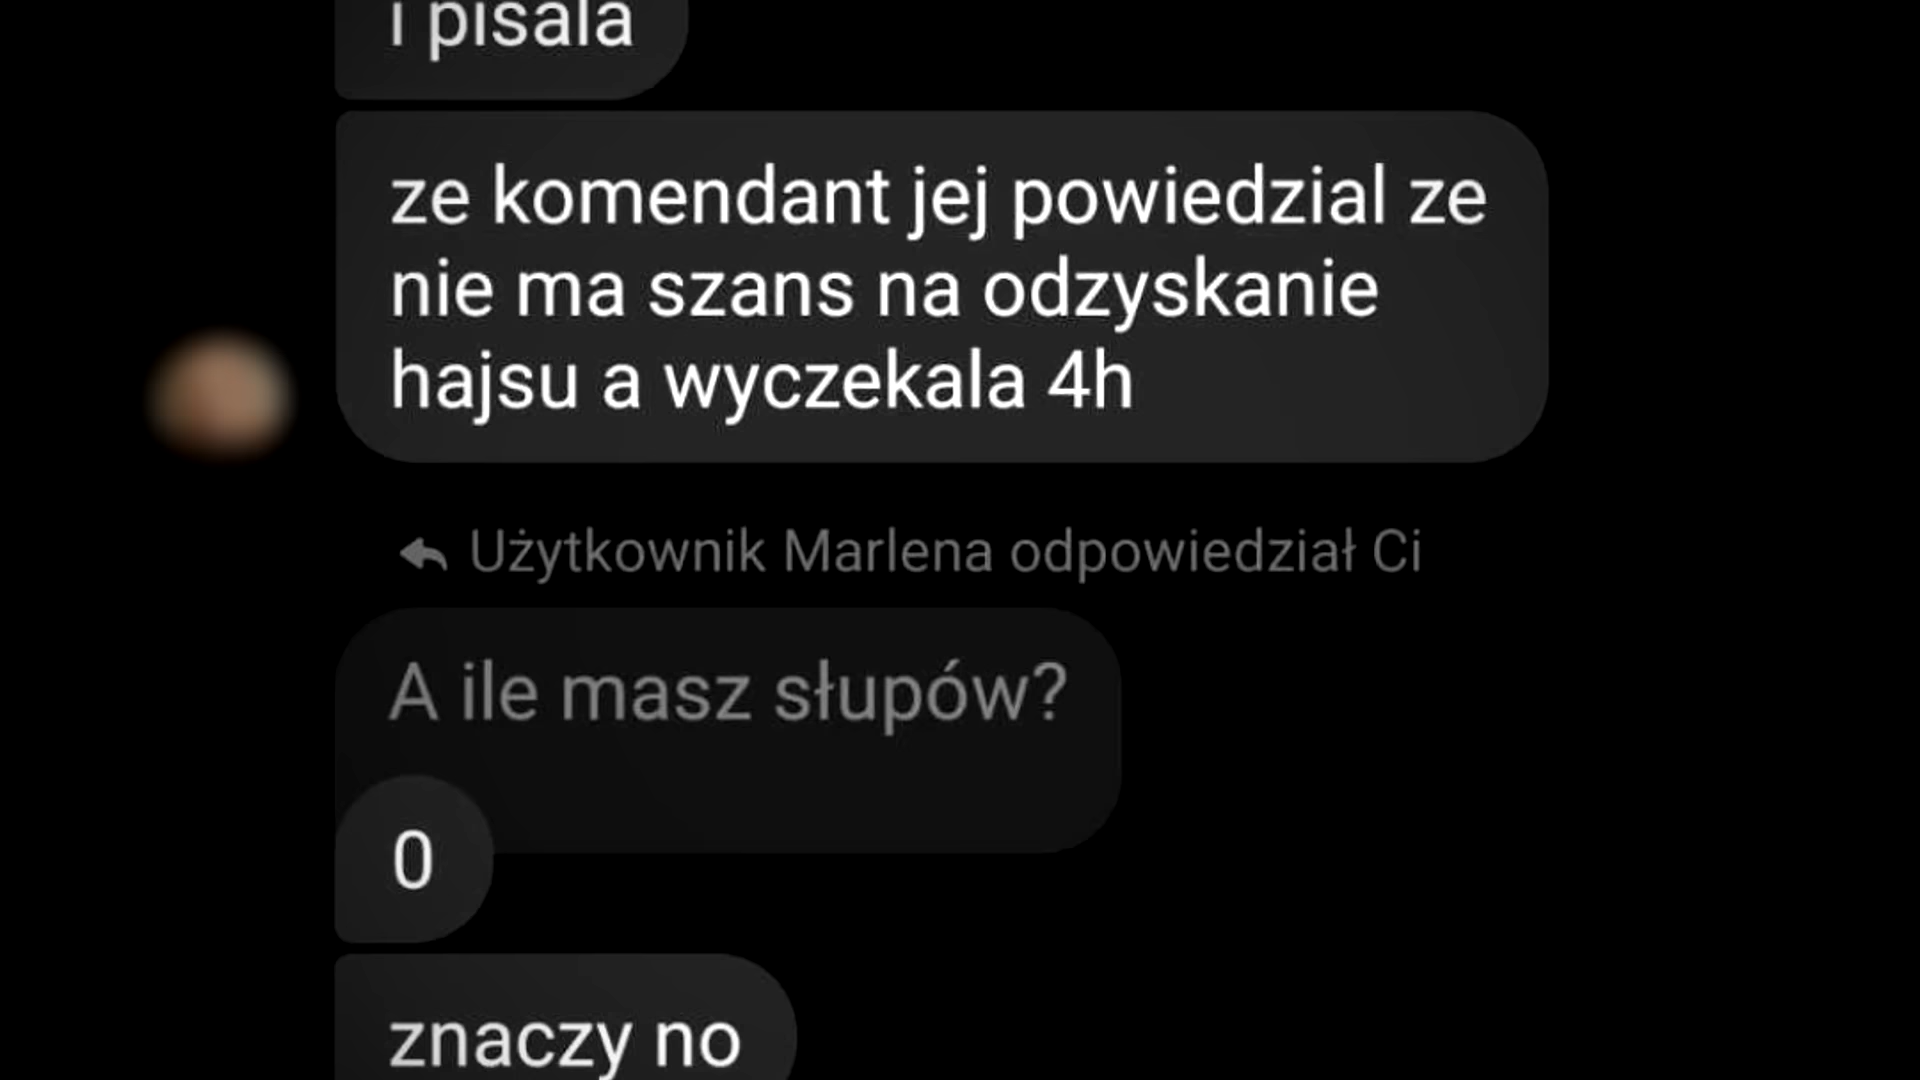 i pisala
ze komendant jej powiedzial ze
nie ma szans na odzyskanie
hajsu a wyczekala 4h
Użytkownik Marlena odpowiedział Ci
A ile masz słupów?
0
znaczy no